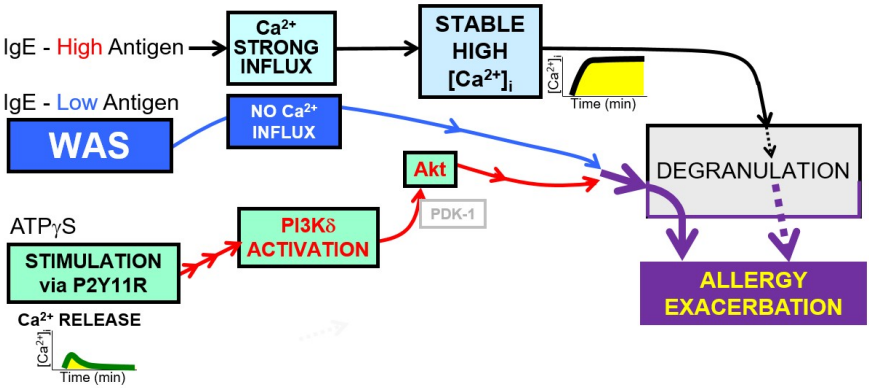 IgE - High Antigen
Ca²⁺
STRONG
INFLUX
STABLE
HIGH
[Ca²⁺]ᵢ
[Ca²⁺]ᵢ
Time (min)
IgE - Low Antigen
WAS
NO Ca²⁺
INFLUX
DEGRANULATION
Akt
PDK-1
ATPγS
STIMULATION
via P2Y11R
PI3Kδ
ACTIVATION
ALLERGY
EXACERBATION
Ca²⁺ RELEASE
[Ca²⁺]ᵢ
Time (min)